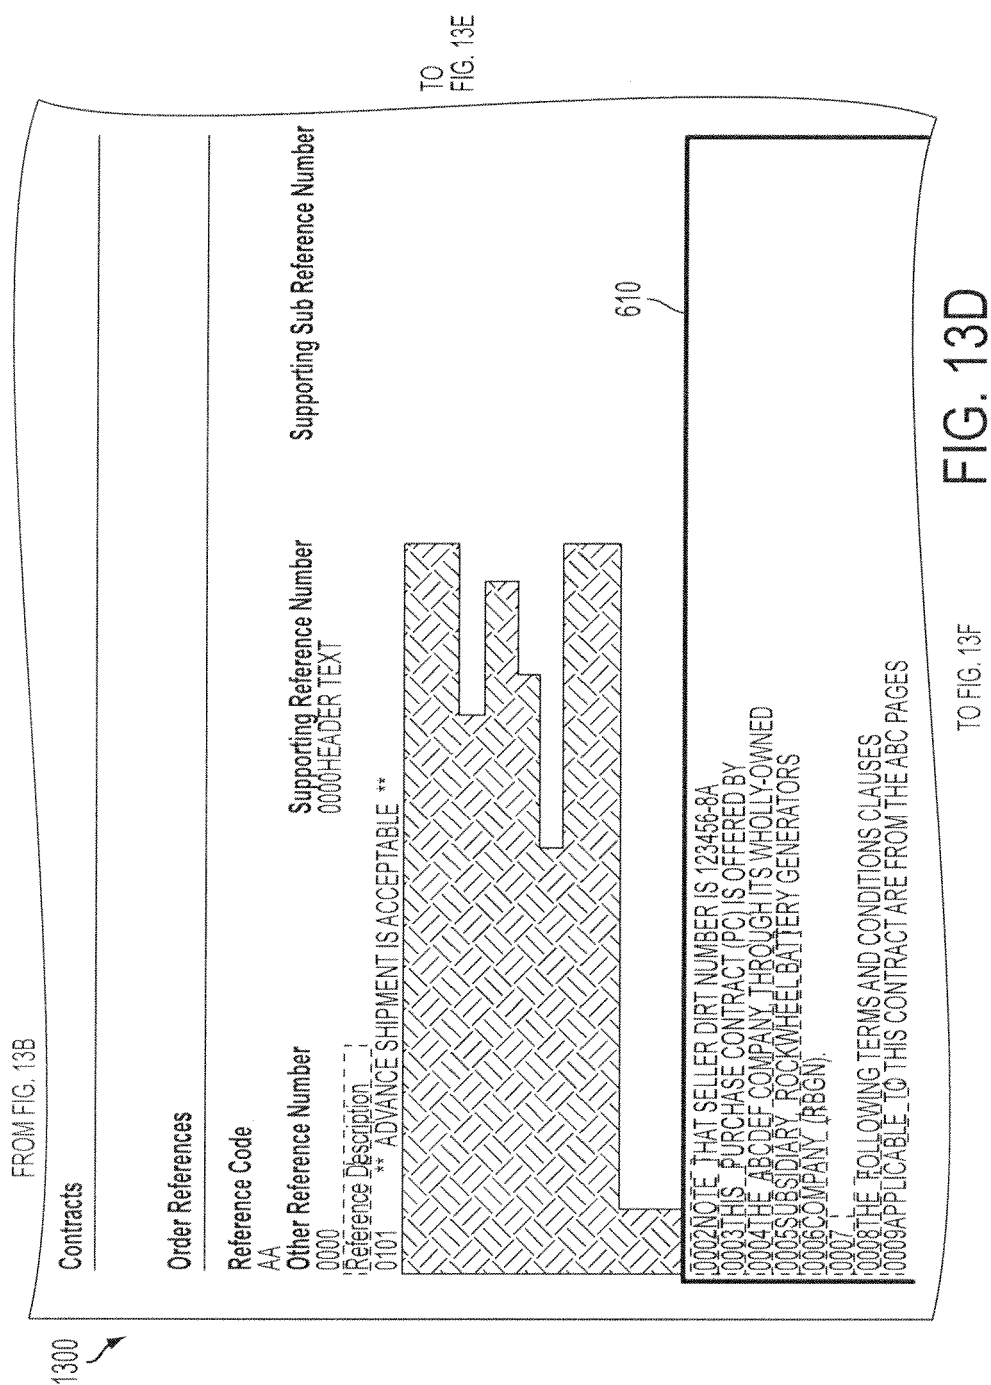 1300
FROM FIG. 13B
Contracts
Order References
Reference Code
AA
Other Reference Number Supporting Reference Number Supporting Sub Reference Number
0000 0000HEADER TEXT
Reference Description
0101 ** ADVANCE SHIPMENT IS ACCEPTABLE **
TO
FIG. 13E
610
0002NOTE THAT SELLER DIRT NUMBER IS 123456-8A
0003THIS PURCHASE CONTRACT (PC) IS OFFERED BY
0004THE ABCDEF COMPANY THROUGH ITS WHOLLY-OWNED
0005SUBSDIARY, ROCKWHEELBATTERY GENERATORS
0006COMPANY (RBGN).
0007
0008THE FOLLOWING TERMS AND CONDITIONS CLAUSES
0009APPLICABLE TO THIS CONTRACT ARE FROM THE ABC PAGES
TO FIG. 13F
FIG. 13D